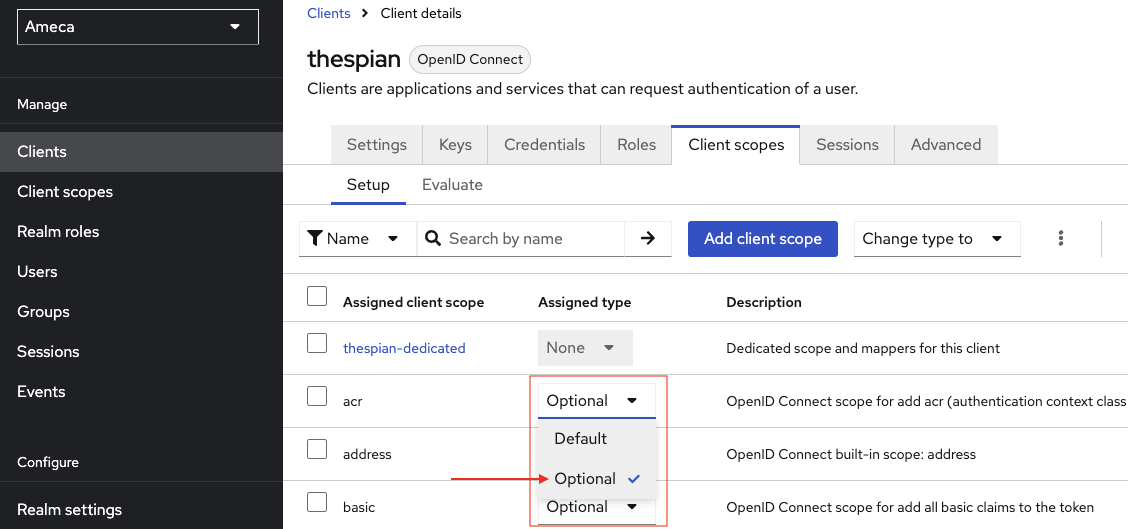 Ameca
Manage
Clients
Client scopes
Realm roles
Users
Groups
Sessions
Events
Configure
Realm settings
Clients > Client details
thespian OpenID Connect
Clients are applications and services that can request authentication of a user.
Settings Keys Credentials Roles Client scopes Sessions Advanced
Setup Evaluate
Name Search by name Add client scope Change type to
Assigned client scope Assigned type Description
thespian-dedicated None Dedicated scope and mappers for this client
acr Optional OpenID Connect scope for add acr (authentication context class
Default
address OpenID Connect built-in scope: address
Optional
basic Optional OpenID Connect scope for add all basic claims to the token